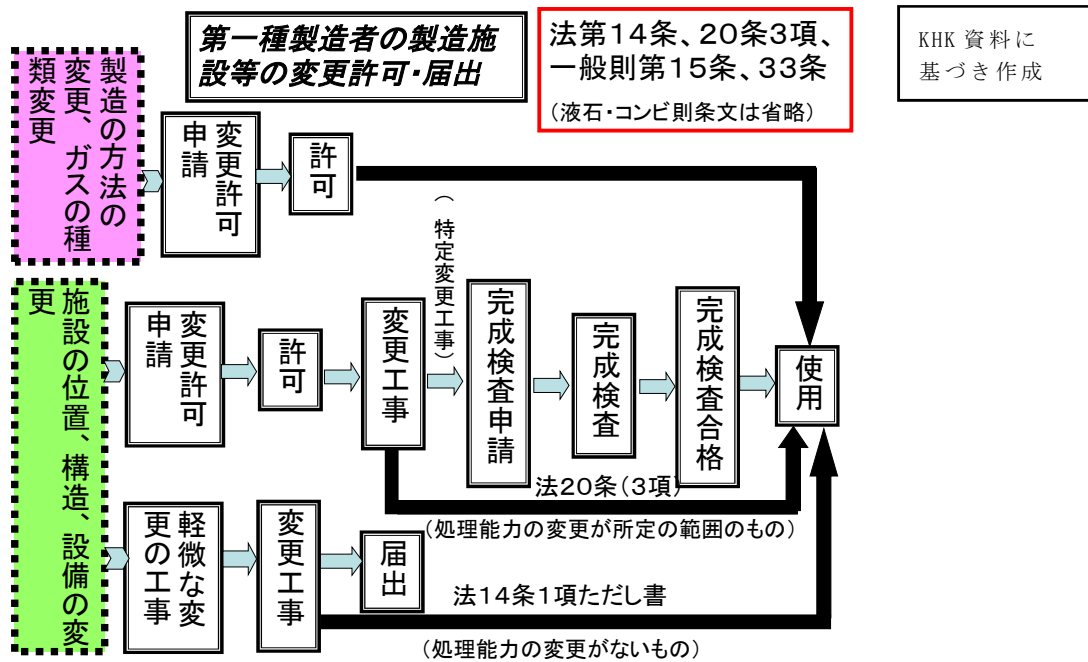 第一種製造者の製造施
設等の変更許可・届出
法第14条、20条3項、
一般則第15条、33条
(液石・コンビ則条文は省略)
KHK 資料に
基づき作成
製造の方法の
変更、ガスの種
類変更
変更許可
申請
許可
施設の位置、構造、設備の変
更
変更許可
申請
許可
変更工事
(特定変更工事)
完成検査申請
完成検査
完成検査合格
使用
法20条(3項)
(処理能力の変更が所定の範囲のもの)
軽微な変
更の工事
変更工事
届出
法14条1項ただし書
(処理能力の変更がないもの)